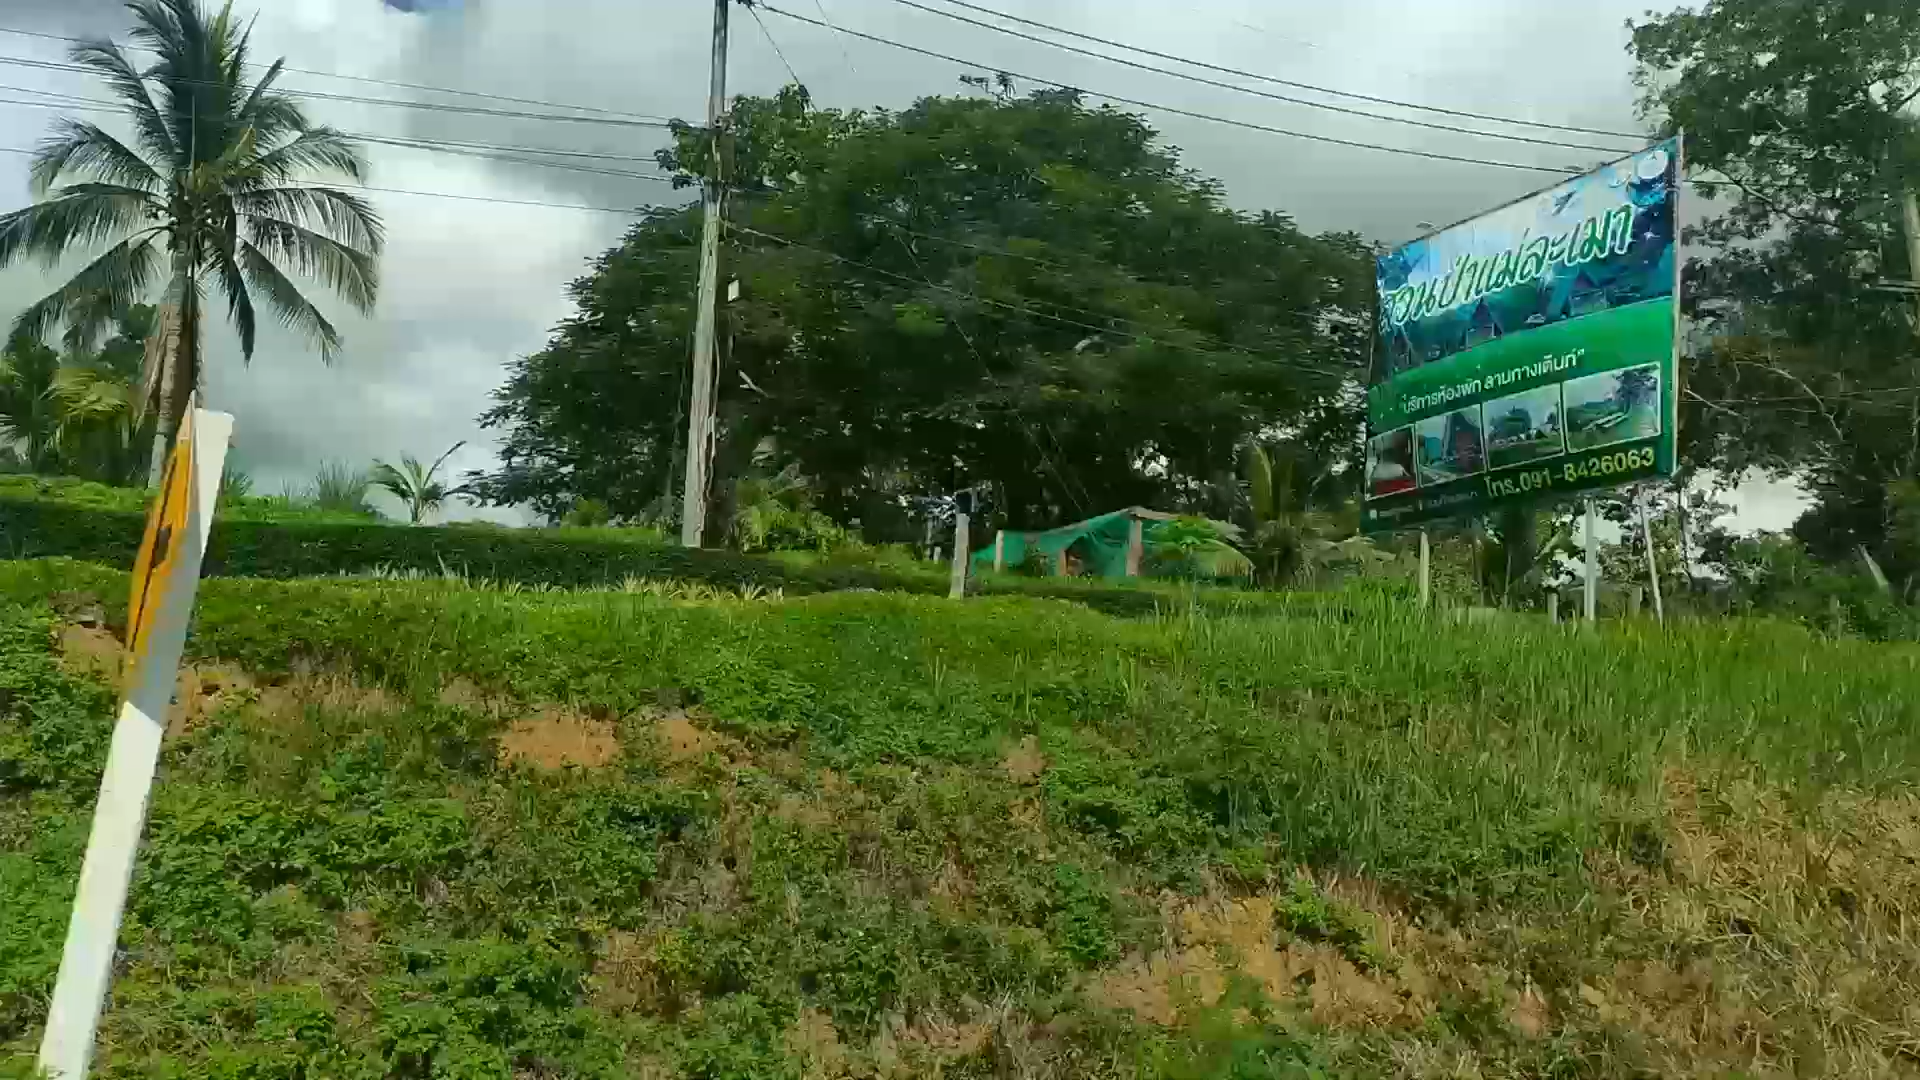 สวนป่าแม่ละเมา
"บริการห้องพัก ลานกางเต็นท์"
โทร.091-8426063